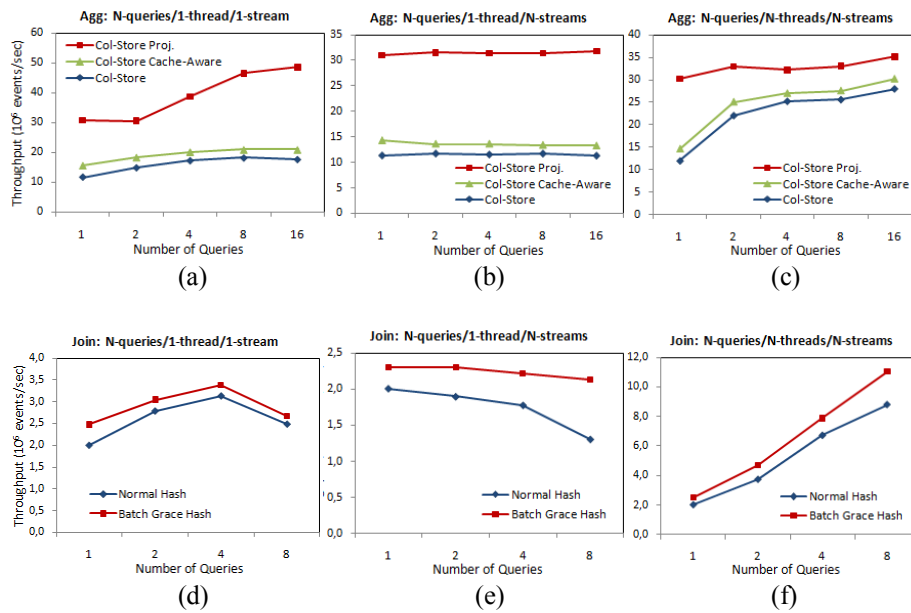 Agg: N-queries/1-thread/1-stream
Throughput (10⁶ events/sec)
60
50
40
30
20
10
0
Col-Store Proj.
Col-Store Cache-Aware
Col-Store
1 2 4 8 16
Number of Queries
(a)
Agg: N-queries/1-thread/N-streams
35
30
25
20
15
10
5
0
Col-Store Proj.
Col-Store Cache-Aware
Col-Store
1 2 4 8 16
Number of Queries
(b)
Agg: N-queries/N-threads/N-streams
40
35
30
25
20
15
10
5
0
Col-Store Proj.
Col-Store Cache-Aware
Col-Store
1 2 4 8 16
Number of Queries
(c)
Join: N-queries/1-thread/1-stream
Throughput (10⁶ events/sec)
4,0
3,5
3,0
2,5
2,0
1,5
1,0
0,5
0,0
Normal Hash
Batch Grace Hash
1 2 4 8
Number of Queries
(d)
Join: N-queries/1-thread/N-streams
2,5
2,0
1,5
1,0
0,5
0,0
Normal Hash
Batch Grace Hash
1 2 4 8
Number of Queries
(e)
Join: N-queries/N-threads/N-streams
12,0
10,0
8,0
6,0
4,0
2,0
0,0
Normal Hash
Batch Grace Hash
1 2 4 8
Number of Queries
(f)